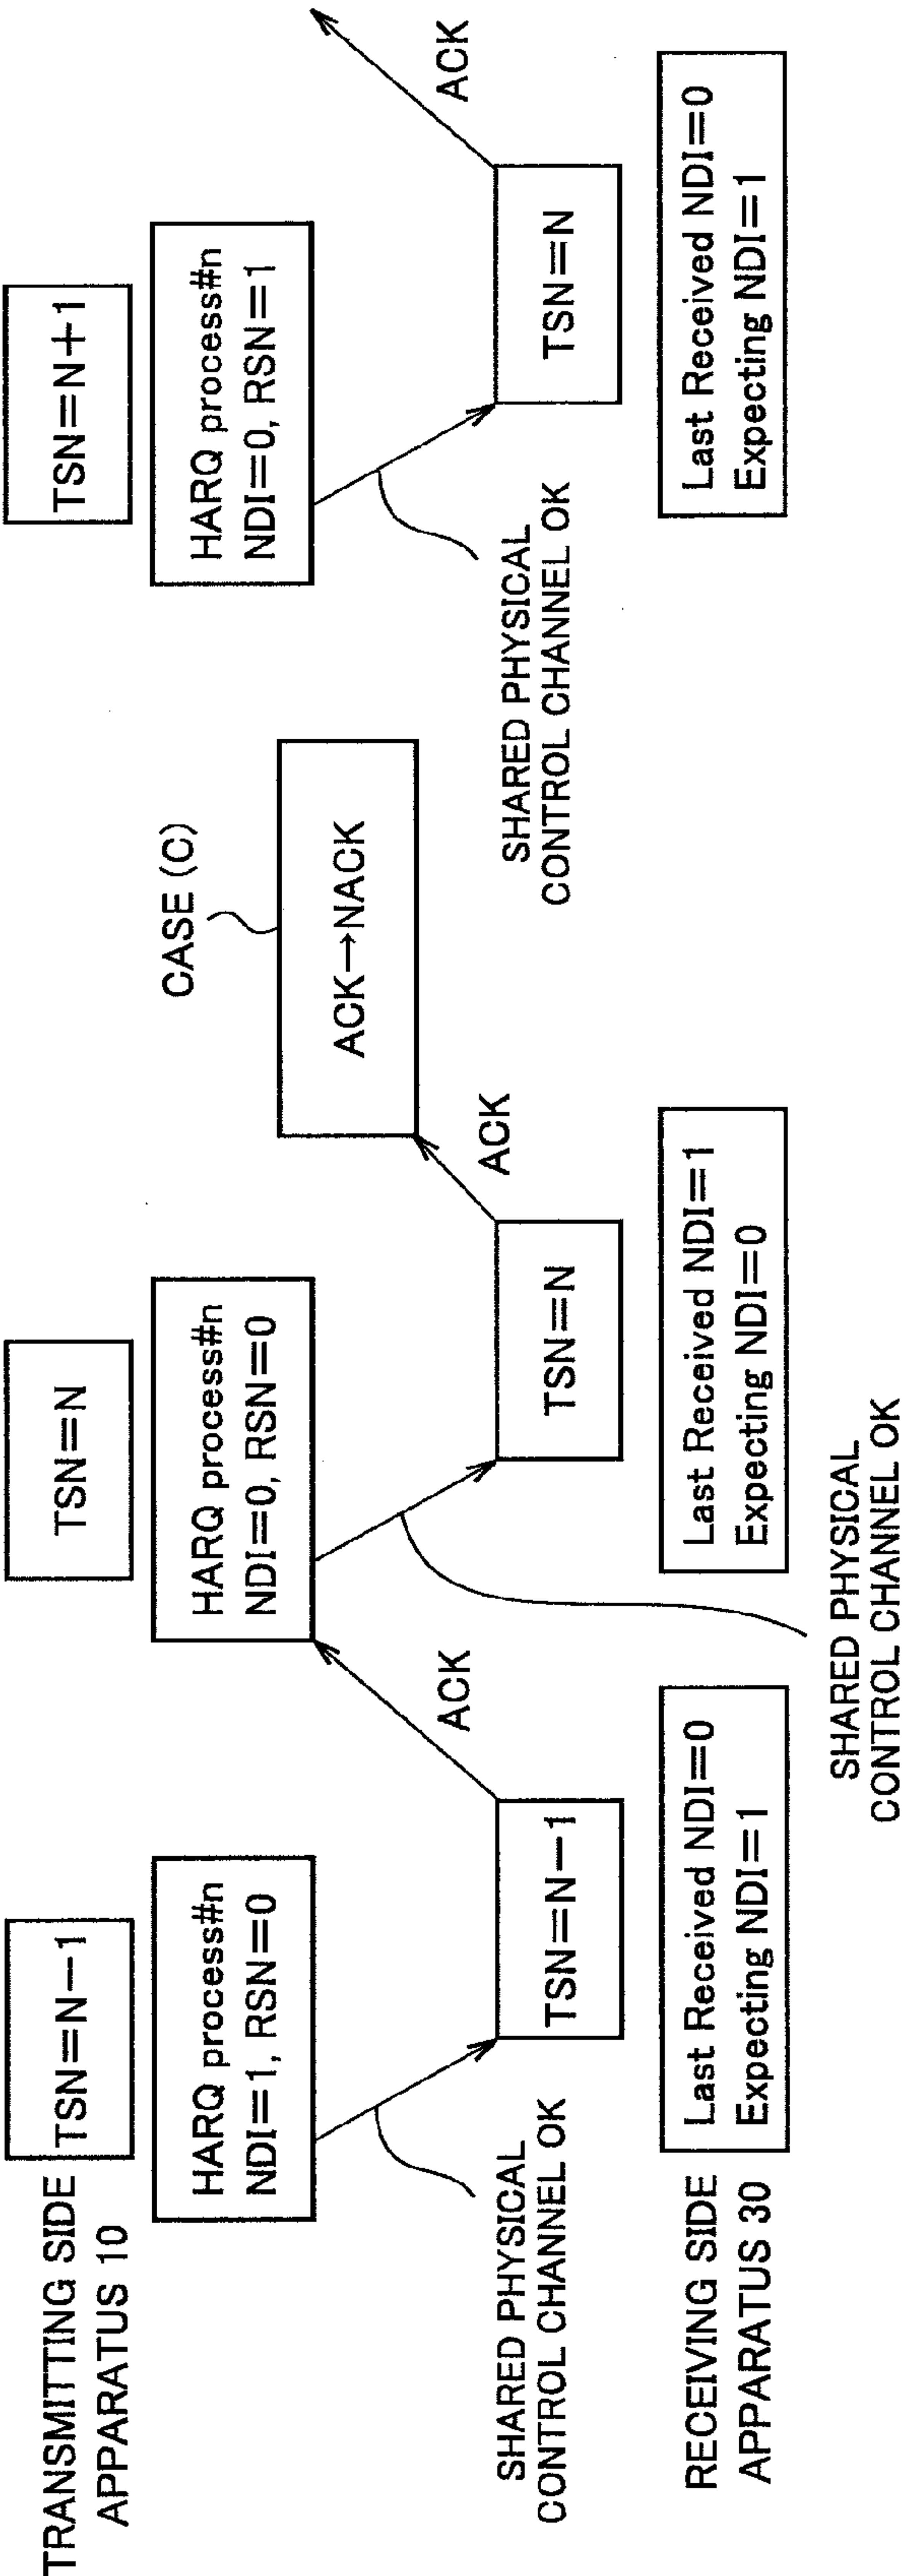 TRANSMITTING SIDE
APPARATUS 10
TSN=N−1
TSN=N
TSN=N+1
HARQ process#n
NDI=1, RSN=0
HARQ process#n
NDI=0, RSN=0
HARQ process#n
NDI=0, RSN=1
CASE (C)
ACK→NACK
ACK
ACK
ACK
SHARED PHYSICAL
CONTROL CHANNEL OK
TSN=N−1
TSN=N
SHARED PHYSICAL
CONTROL CHANNEL OK
TSN=N
RECEIVING SIDE
APPARATUS 30
Last Received NDI=0
Expecting NDI=1
Last Received NDI=1
Expecting NDI=0
Last Received NDI=0
Expecting NDI=1
SHARED PHYSICAL
CONTROL CHANNEL OK